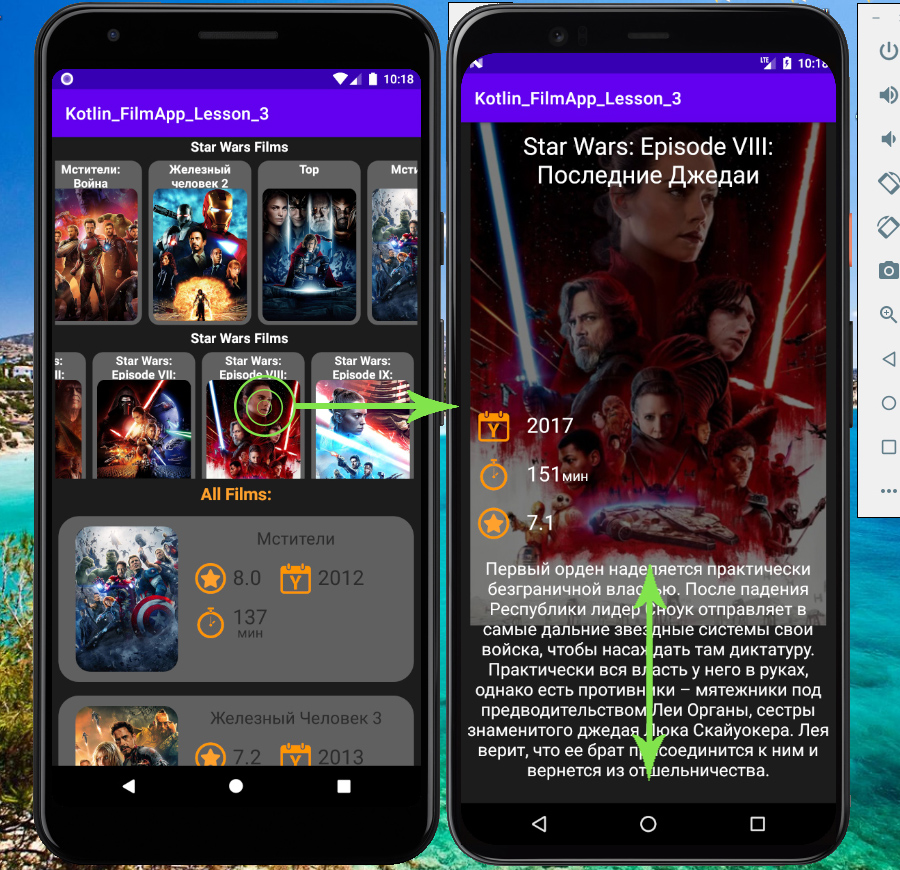 10:18
Kotlin_FilmApp_Lesson_3
Star Wars Films
Мстители:
Война
Железный
человек 2
Тор
Мсти
Star Wars Films
s:
II:
Star Wars:
Episode VII:
Star Wars:
Episode VIII:
Star Wars:
Episode IX:
All Films:
Мстители
8.0
Y
2012
137
мин
Железный Человек 3
7.2
Y
2013
LTE
10:18
Kotlin_FilmApp_Lesson_3
Star Wars: Episode VIII:
Последние Джедаи
Y
2017
151мин
7.1
Первый орден наделяется практически
безграничной властью. После падения
Республики лидер Сноук отправляет в
самые дальние звездные системы свои
войска, чтобы насаждать там диктатуру.
Практически вся власть у него в руках,
однако есть противники – мятежники под
предводительством Леи Органы, сестры
знаменитого джедая Люка Скайуокера. Лея
верит, что ее брат присоединится к ним и
вернется из отшельничества.